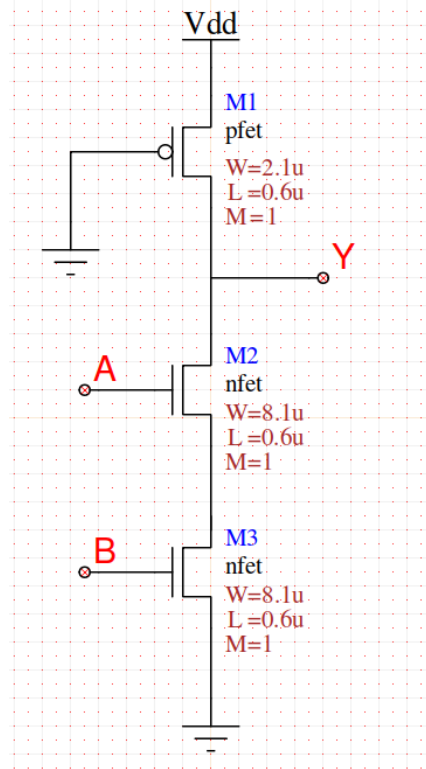 Vdd
M1
pfet
W=2.1u
L =0.6u
M=1
Y
A
M2
nfet
W=8.1u
L =0.6u
M=1
B
M3
nfet
W=8.1u
L =0.6u
M=1